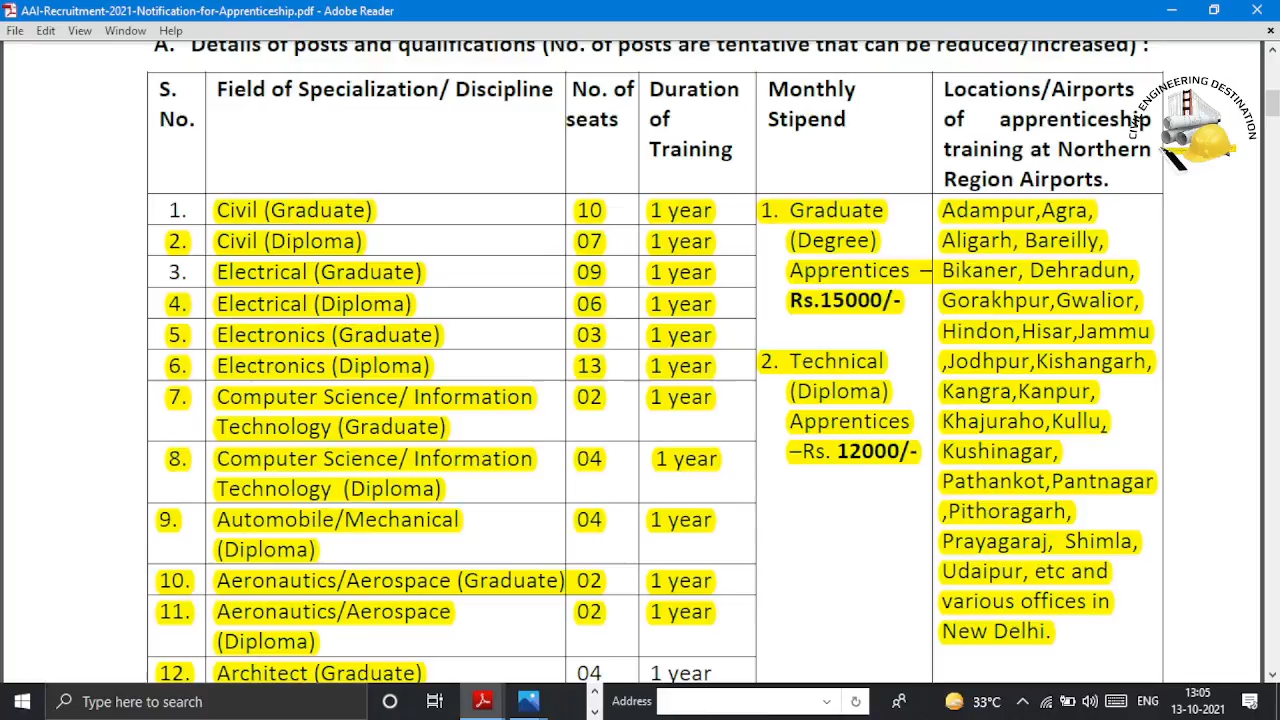 AAI-Recruitment-2021-Notification-for-Apprenticeship.pdf - Adobe Reader
File Edit View Window Help
A. Details of posts and qualifications (No. of posts are tentative that can be reduced/increased) :
S. No. Field of Specialization/ Discipline No. of seats Duration of Training Monthly Stipend Locations/Airports of apprenticeship training at Northern Region Airports.
CIVIL ENGINEERING DESTINATION
1. Civil (Graduate) 10 1 year
2. Civil (Diploma) 07 1 year
3. Electrical (Graduate) 09 1 year
4. Electrical (Diploma) 06 1 year
5. Electronics (Graduate) 03 1 year
6. Electronics (Diploma) 13 1 year
7. Computer Science/ Information 02 1 year
Technology (Graduate)
8. Computer Science/ Information 04 1 year
Technology (Diploma)
9. Automobile/Mechanical 04 1 year
(Diploma)
10. Aeronautics/Aerospace (Graduate) 02 1 year
11. Aeronautics/Aerospace 02 1 year
(Diploma)
12. Architect (Graduate) 04 1 year
1. Graduate
(Degree)
Apprentices –
Rs.15000/-
2. Technical
(Diploma)
Apprentices
–Rs. 12000/-
Adampur,Agra,
Aligarh, Bareilly,
Bikaner, Dehradun,
Gorakhpur,Gwalior,
Hindon,Hisar,Jammu
,Jodhpur,Kishangarh,
Kangra,Kanpur,
Khajuraho,Kullu,
Kushinagar,
Pathankot,Pantnagar
,Pithoragarh,
Prayagaraj, Shimla,
Udaipur, etc and
various offices in
New Delhi.
Type here to search
Address
33°C
ENG
13:05
13-10-2021